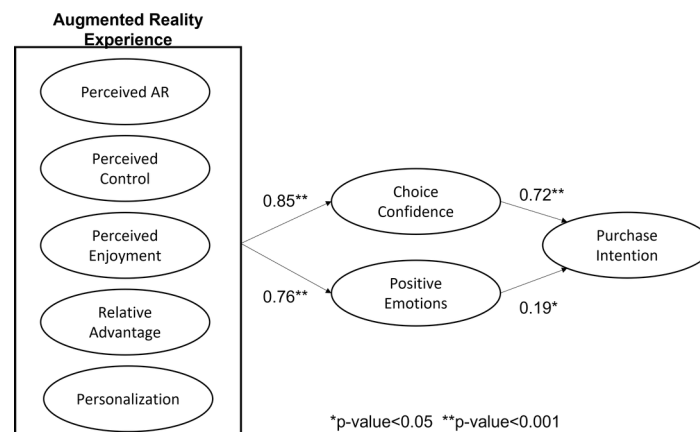 Augmented Reality
Experience
Perceived AR
Perceived
Control
Perceived
Enjoyment
Relative
Advantage
Personalization
0.85**
0.76**
Choice
Confidence
Positive
Emotions
0.72**
0.19*
Purchase
Intention
*p-value<0.05 **p-value<0.001